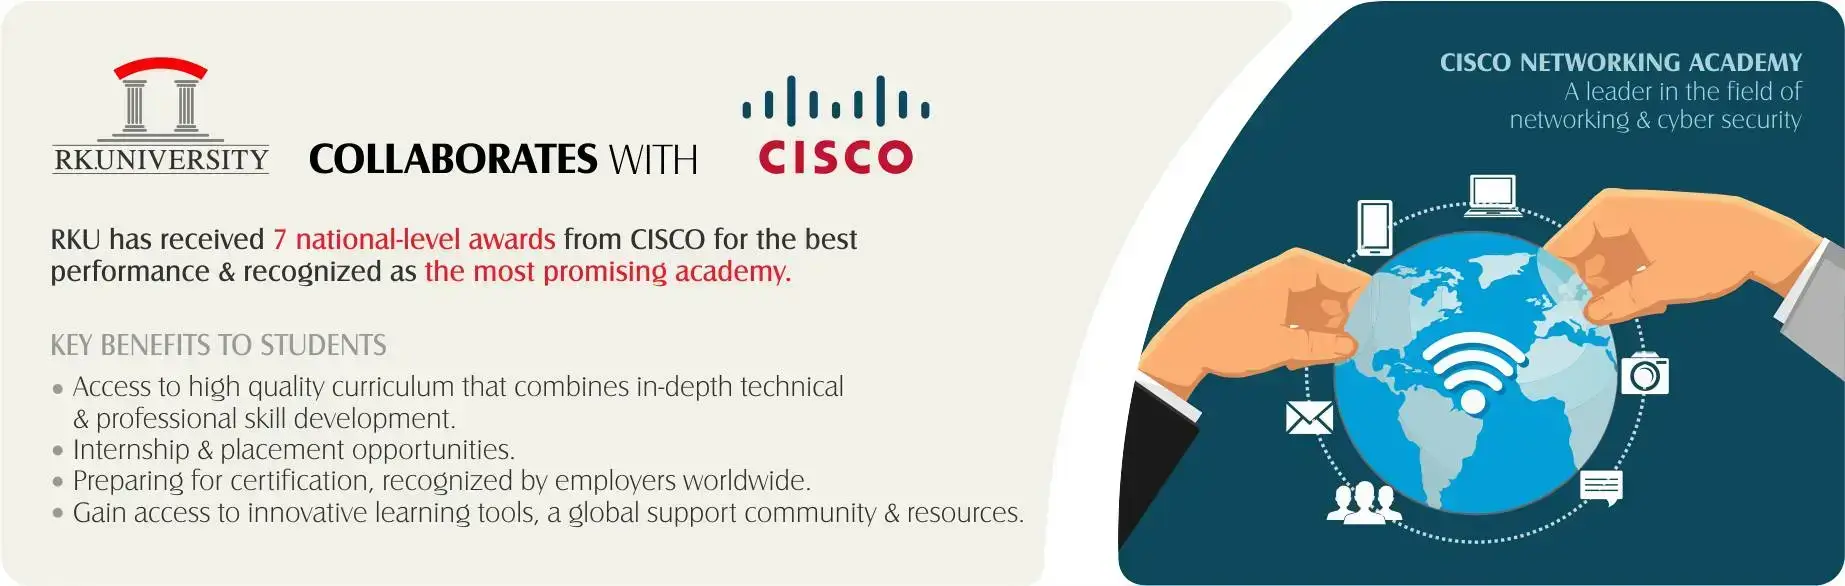 RK.UNIVERSITY
COLLABORATES WITH
CISCO
RKU has received 7 national-level awards from CISCO for the best
performance & recognized as the most promising academy.
KEY BENEFITS TO STUDENTS
• Access to high quality curriculum that combines in-depth technical
& professional skill development.
• Internship & placement opportunities.
• Preparing for certification, recognized by employers worldwide.
• Gain access to innovative learning tools, a global support community & resources.
CISCO NETWORKING ACADEMY
A leader in the field of
networking & cyber security